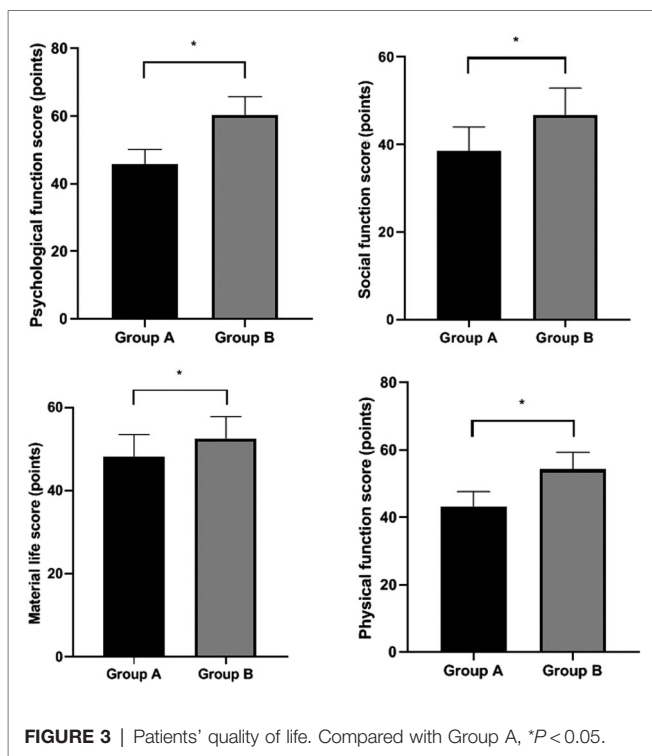 Psychological function score (points)
80
60
40
20
0
*
Group A Group B
Social function score (points)
60
40
20
0
*
Group A Group B
Material life score (points)
60
40
20
0
*
Group A Group B
Physical function score (points)
80
60
40
20
0
*
Group A Group B
FIGURE 3 | Patients' quality of life. Compared with Group A, *P < 0.05.